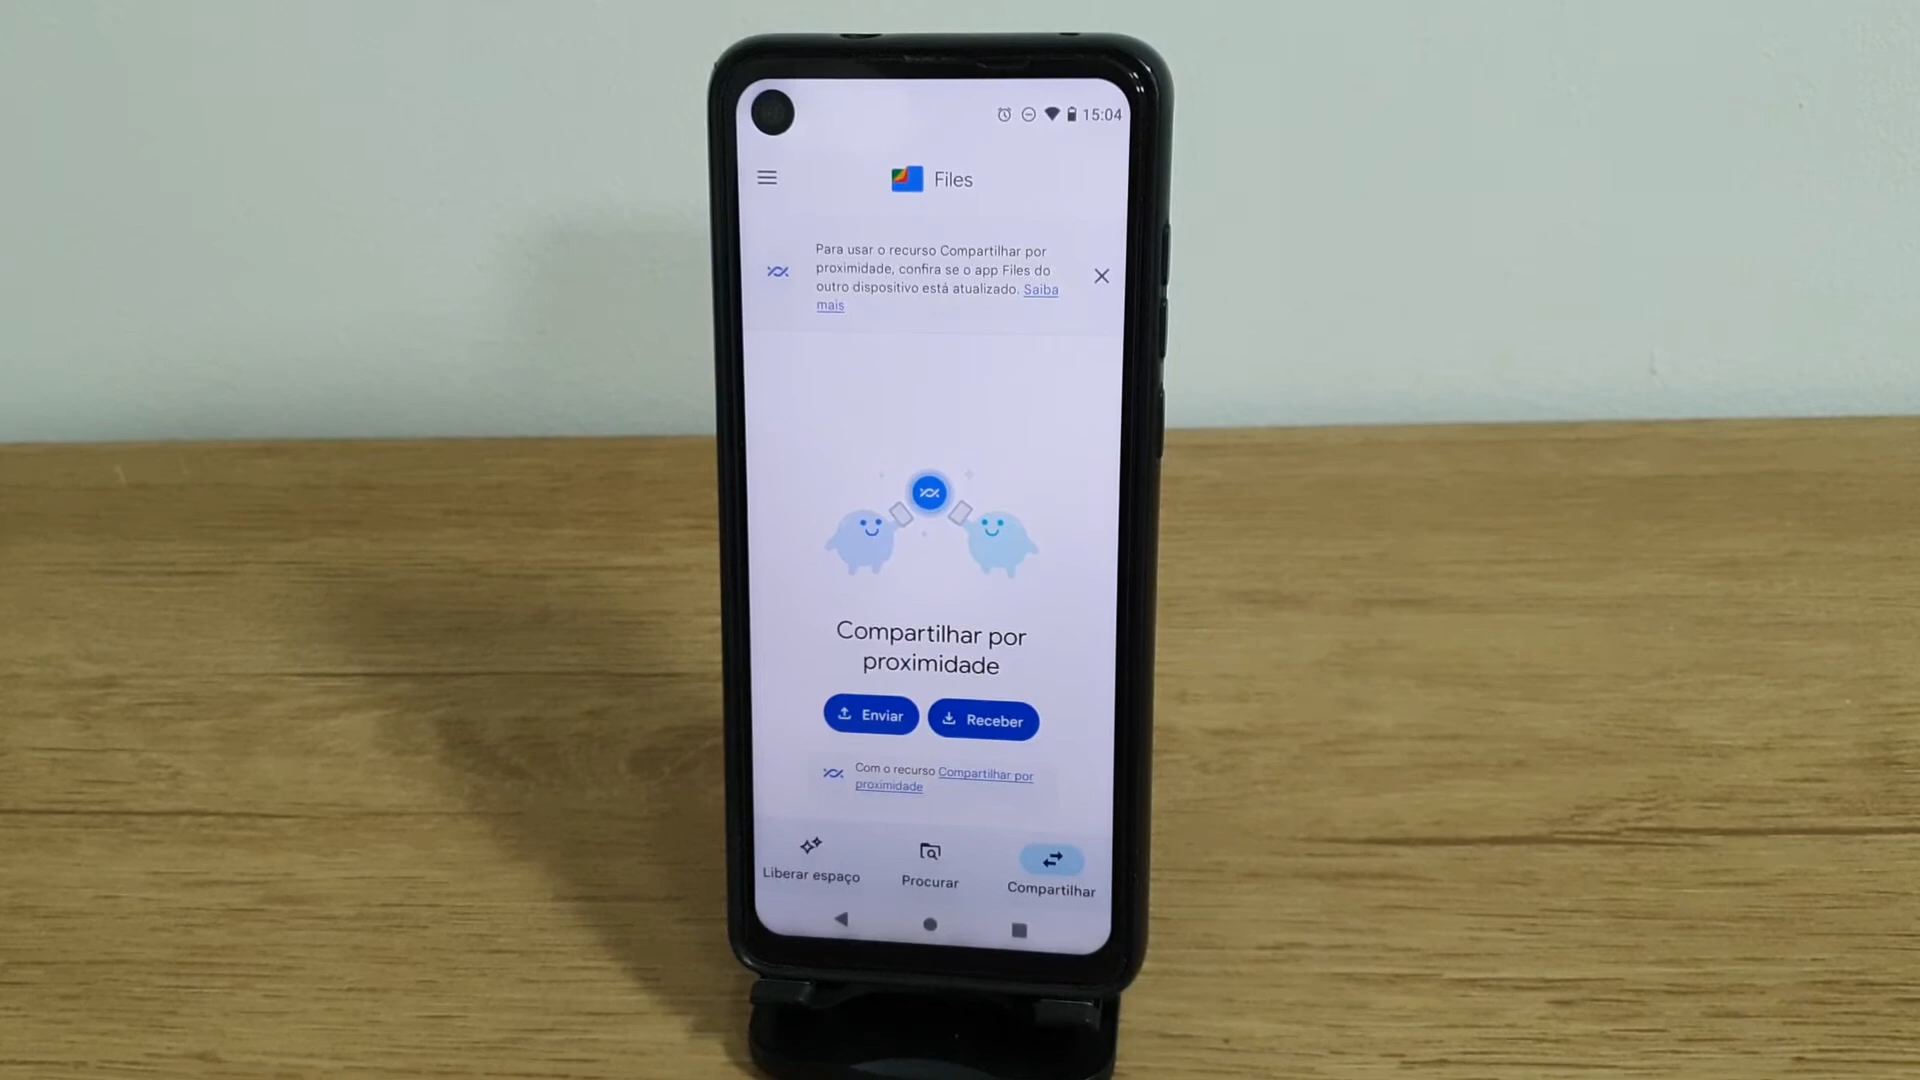 15:04
Files
Para usar o recurso Compartilhar por
proximidade, confira se o app Files do
outro dispositivo está atualizado. Saiba
mais
Compartilhar por
proximidade
Enviar
Receber
Com o recurso Compartilhar por
proximidade
Liberar espaço
Procurar
Compartilhar